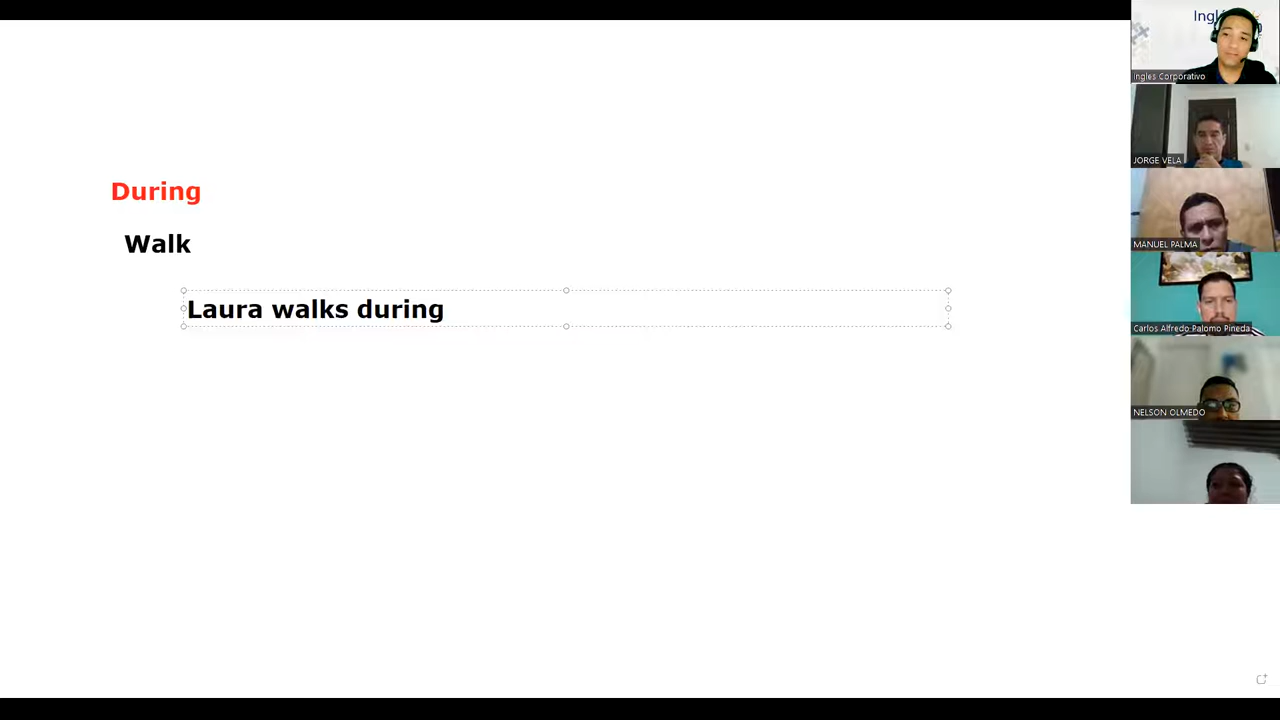 During
Walk
Laura walks during
Ingles Corporativo
JORGE VELA
MANUEL PALMA
Carlos Alfredo Palomo Pineda
NELSON OLMEDO